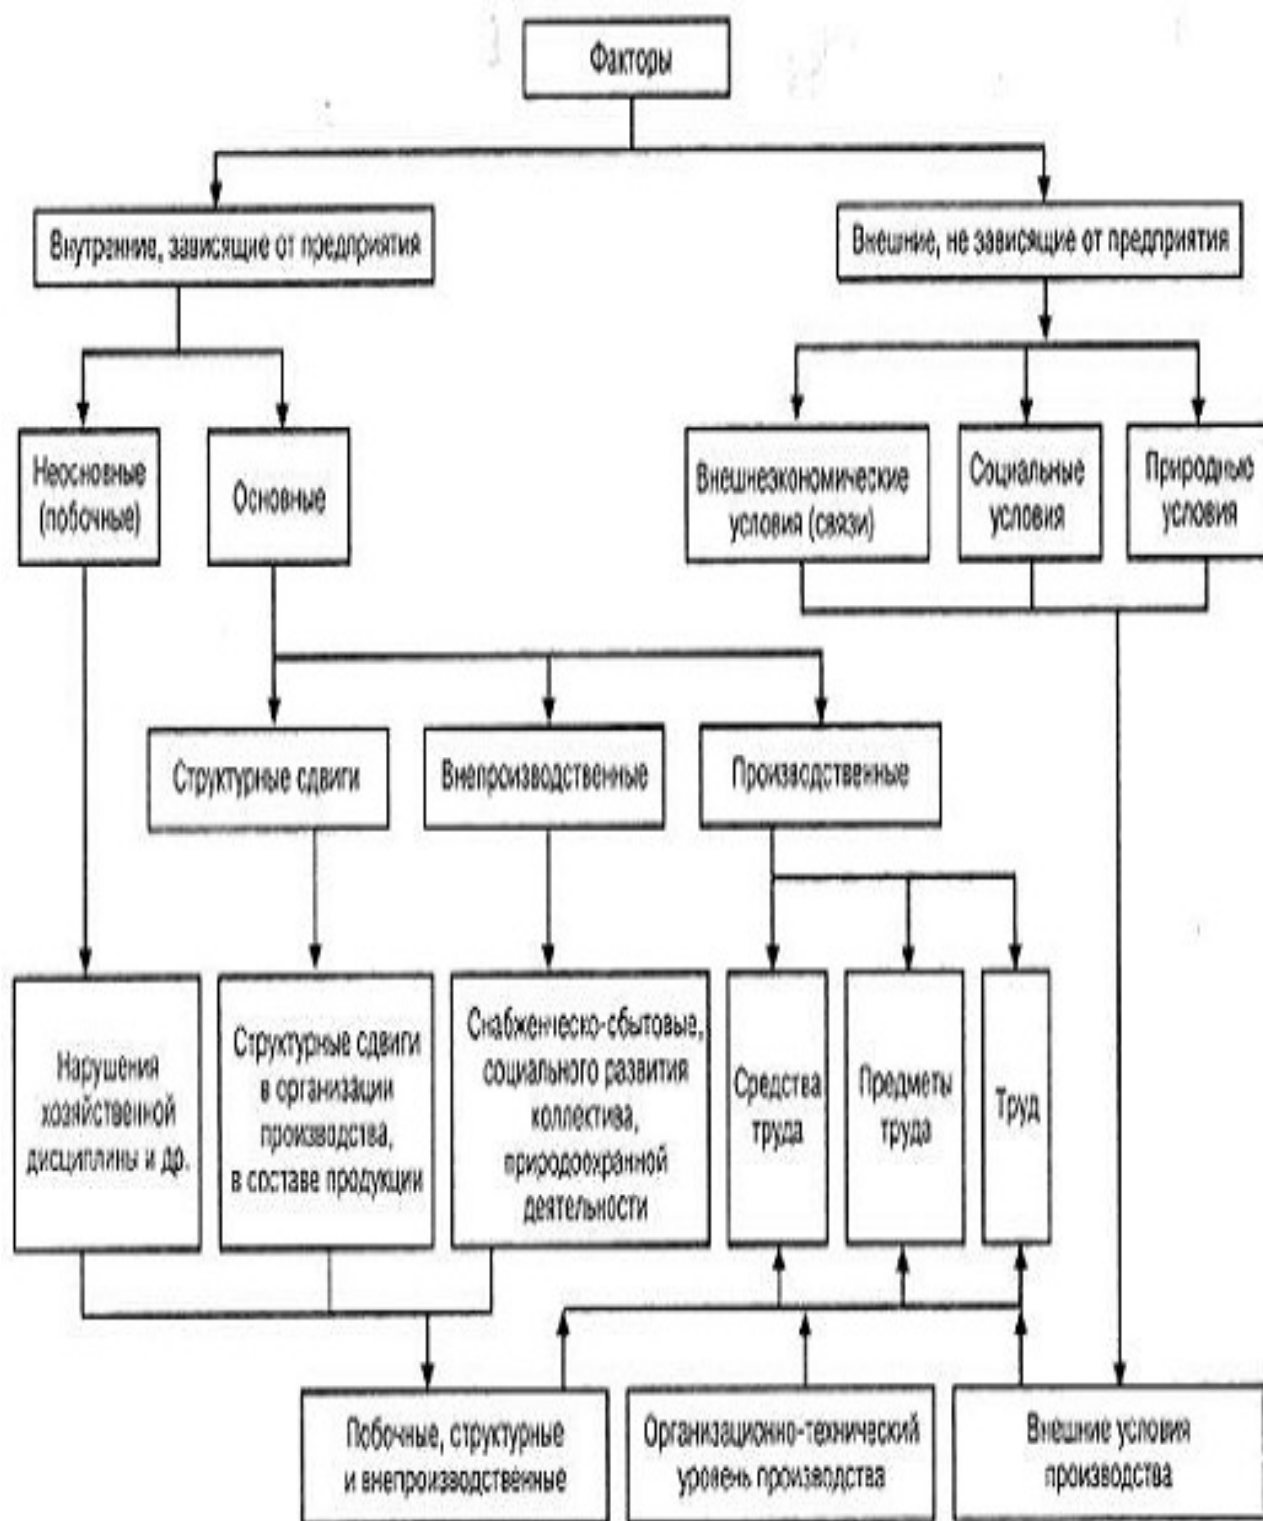 Факторы
Внутренние, зависящие от предприятия
Внешние, не зависящие от предприятия
Неосновные
(побочные)
Основные
Внешнеэкономические
условия (связи)
Социальные
условия
Природные
условия
Структурные сдвиги
Внепроизводственные
Производственные
Нарушения
хозяйственной
дисциплины и др.
Структурные сдвиги
в организации
производства,
в составе продукции
Снабженческо-сбытовые,
социального развития
коллектива,
природоохранной
деятельности
Средства
труда
Предметы
труда
Труд
Побочные, структурные
и внепроизводственные
Организационно-технический
уровень производства
Внешние условия
производства